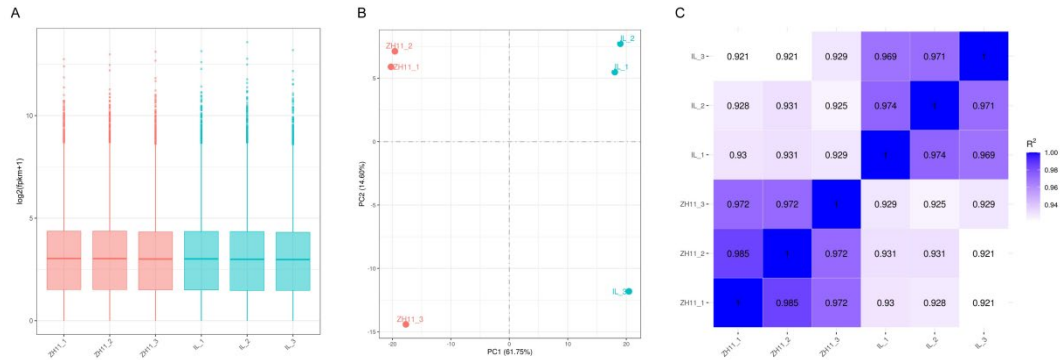 A
log2(fpkm+1)
10
5
0
ZH11_1
ZH11_2
ZH11_3
IL_1
IL_2
IL_3
B
ZH11_2
ZH11_1
ZH11_3
IL_2
IL_1
IL_3
PC2 (14.60%)
5
0
-5
-10
-15
-20
-10
0
10
20
PC1 (61.75%)
C
IL_3 0.921 0.921 0.929 0.969 0.971 1
IL_2 0.928 0.931 0.925 0.974 1 0.971
IL_1 0.93 0.931 0.929 1 0.974 0.969
ZH11_3 0.972 0.972 1 0.929 0.925 0.929
ZH11_2 0.985 1 0.972 0.931 0.931 0.921
ZH11_1 1 0.985 0.972 0.93 0.928 0.921
ZH11_1
ZH11_2
ZH11_3
IL_1
IL_2
IL_3
R²
1.00
0.98
0.96
0.94